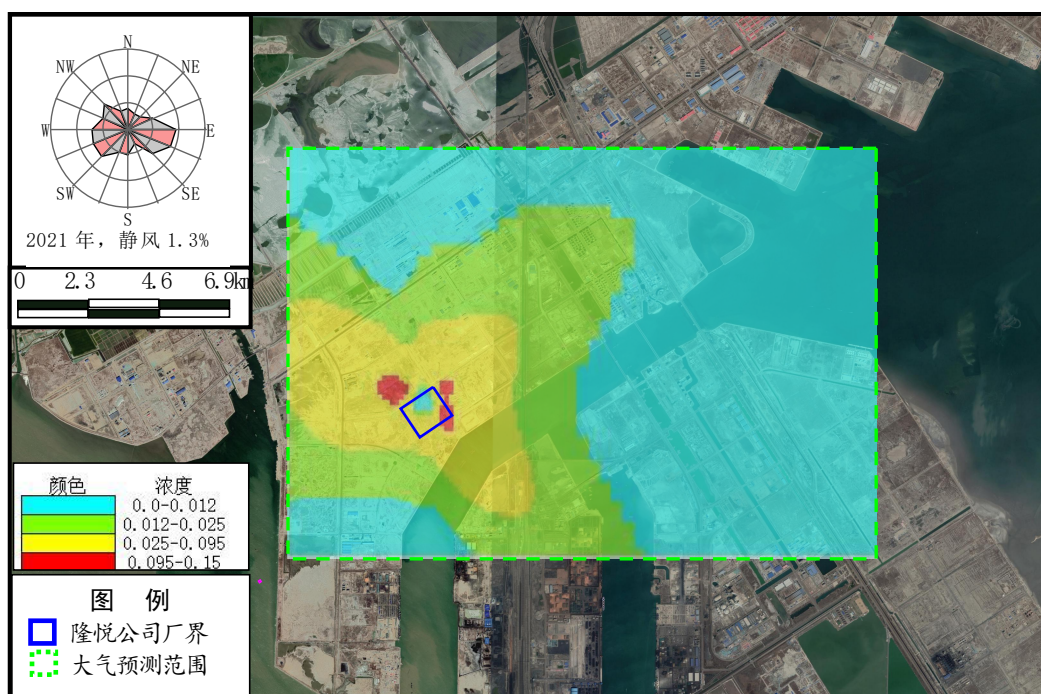 N
NW NE
W E
SW SE
S
2021 年，静风 1.3%
0 2.3 4.6 6.9km
颜色 浓度
0.0-0.012
0.012-0.025
0.025-0.095
0.095-0.15
图 例
隆悦公司厂界
大气预测范围